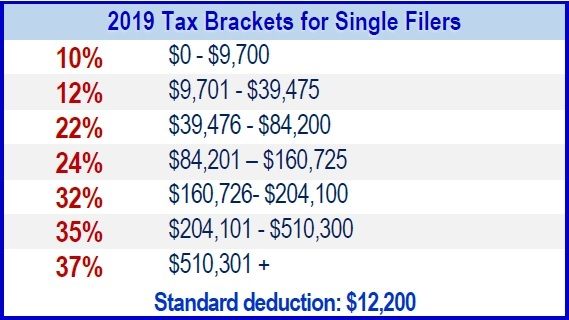 2019 Tax Brackets for Single Filers
10% $0 - $9,700
12% $9,701 - $39,475
22% $39,476 - $84,200
24% $84,201 – $160,725
32% $160,726- $204,100
35% $204,101 - $510,300
37% $510,301 +
Standard deduction: $12,200